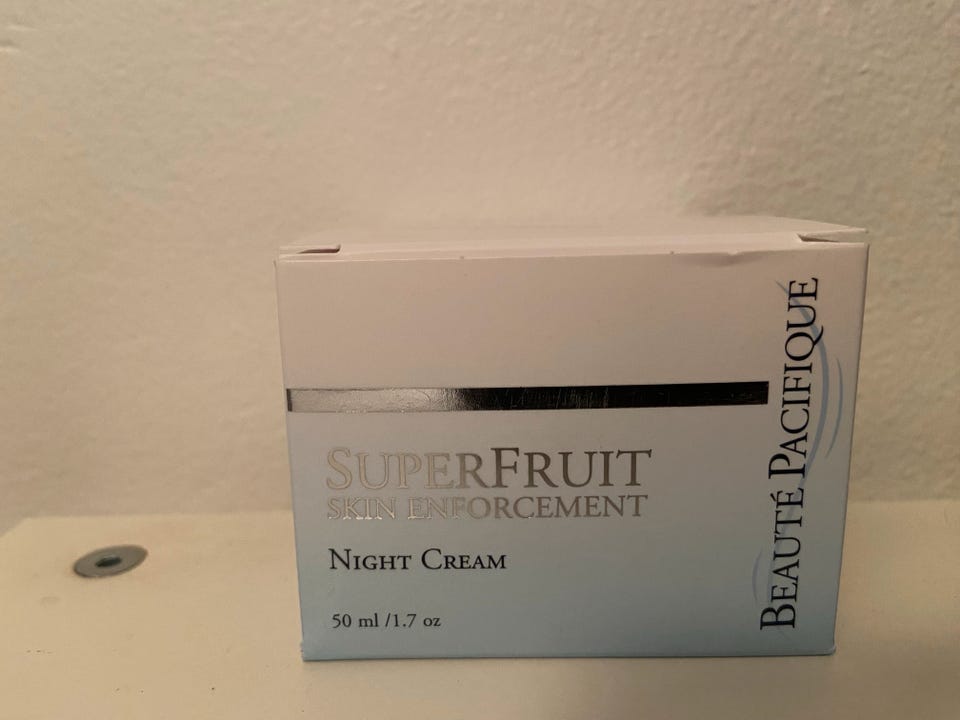 SUPERFRUIT
SKIN ENFORCEMENT
NIGHT CREAM
50 ml /1.7 oz
BEAUTÉ PACIFIQUE